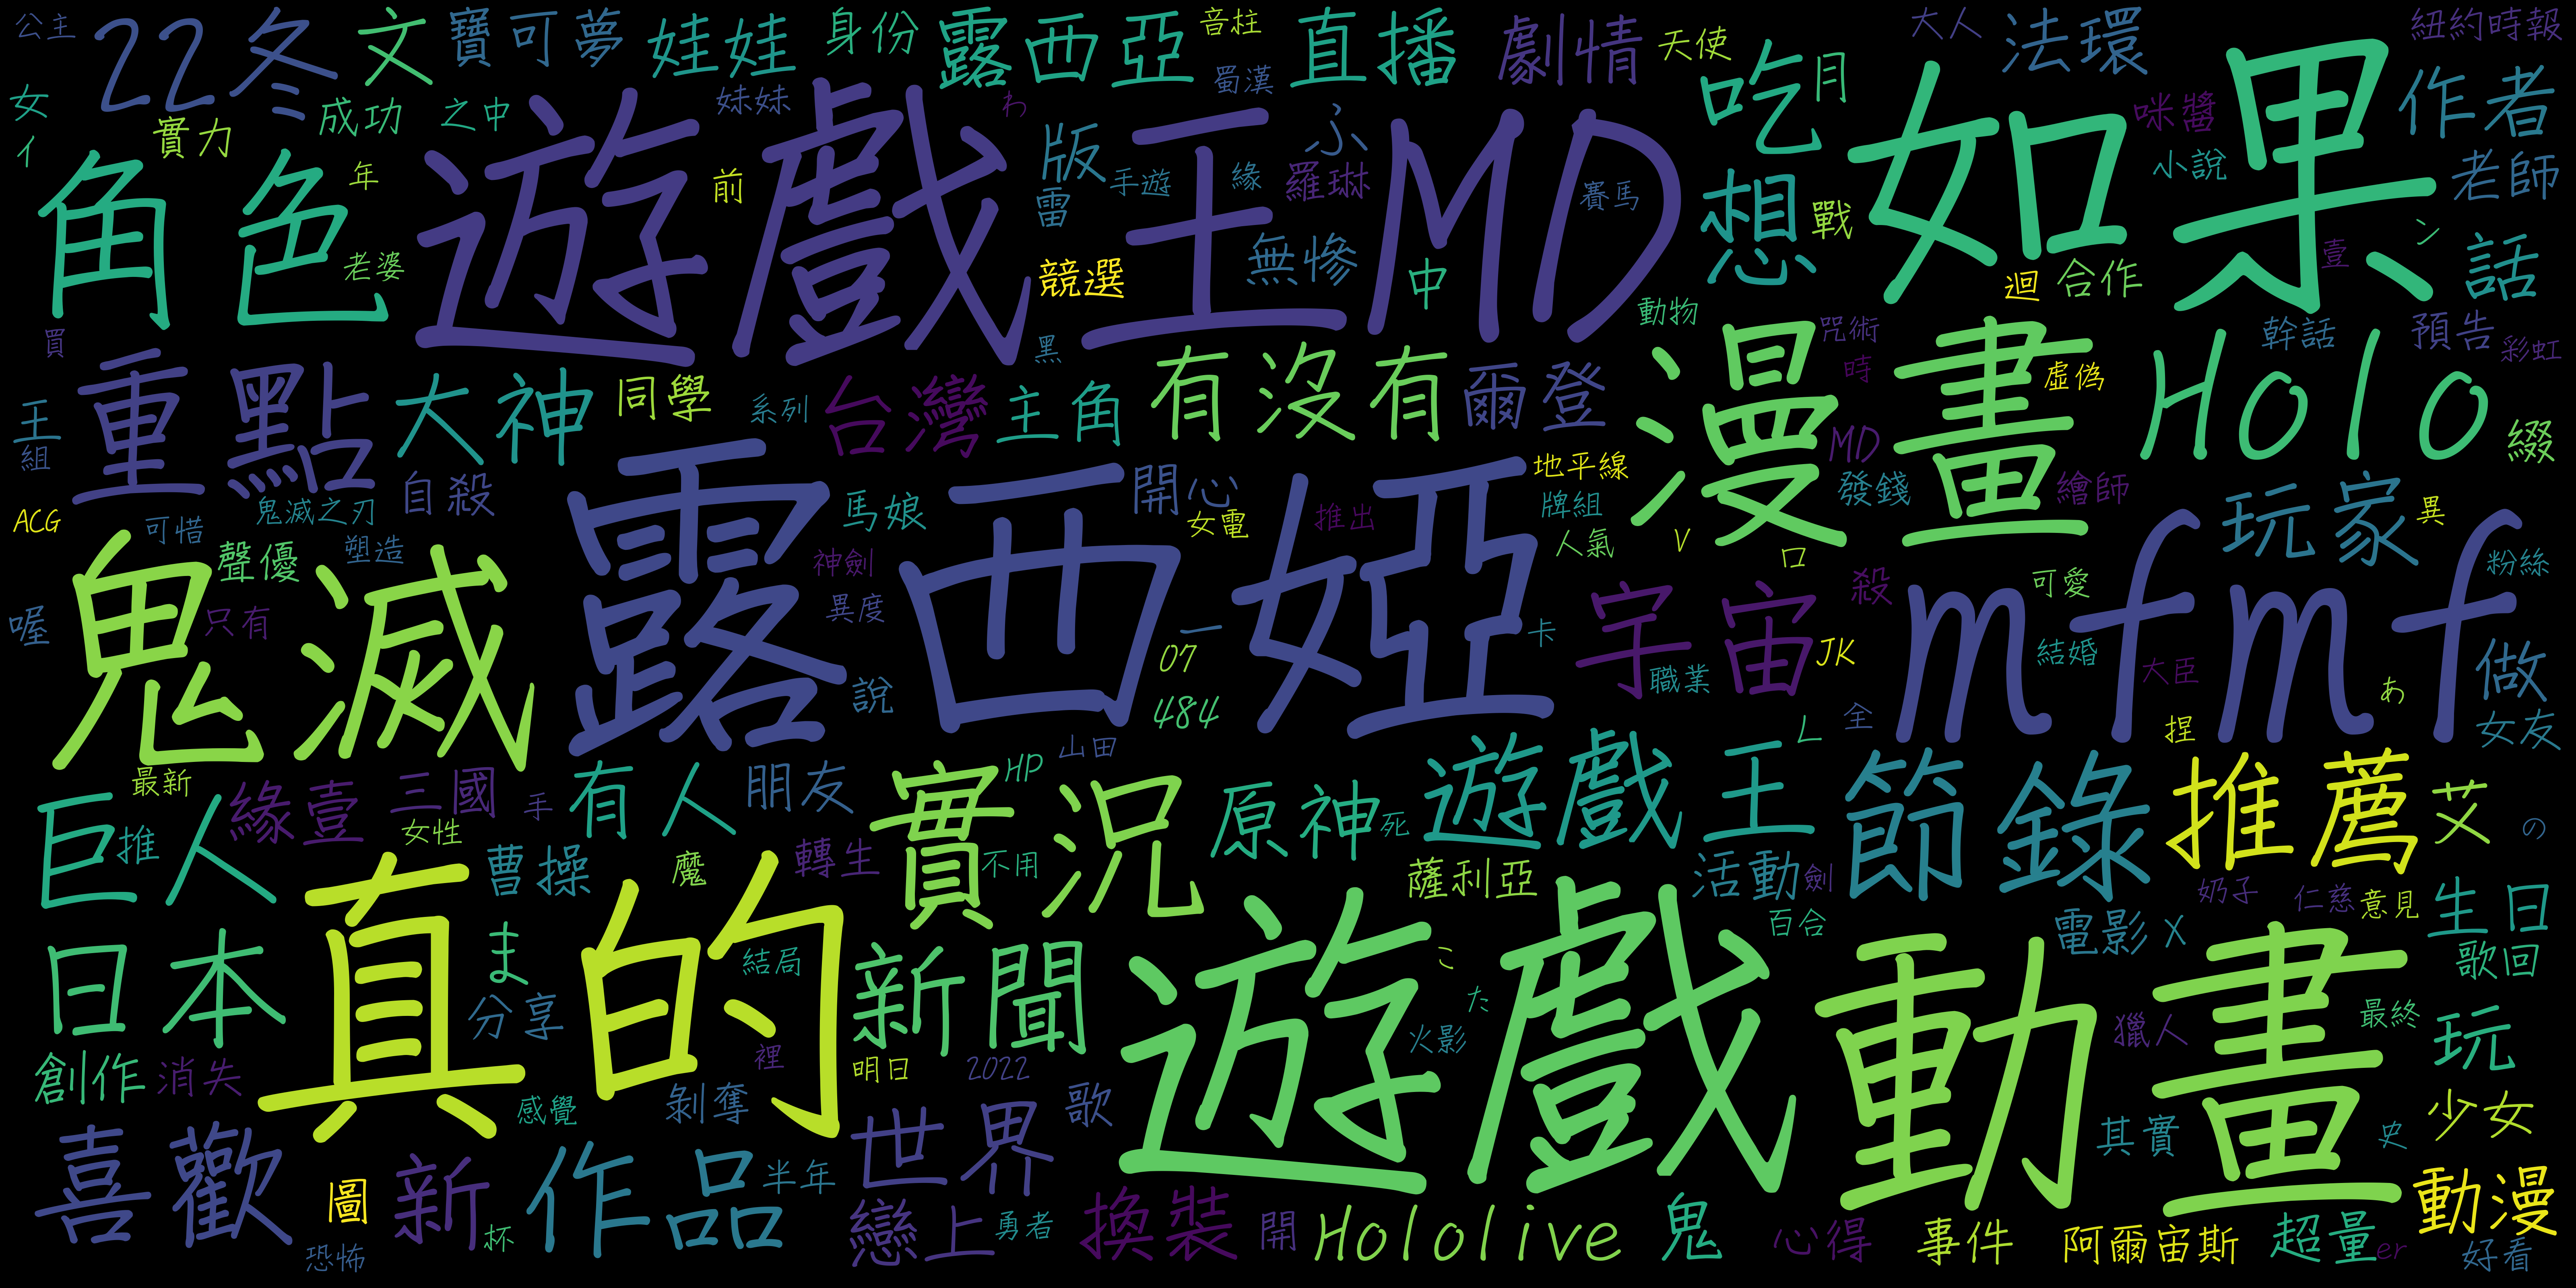 公主
22冬
文
寶可夢
娃娃
身份
露西亞
音柱
直播
劇情
天使
大人
法環
紐約時報
女
イ
實力
成功
之中
妹妹
蜀漢
わ
版
ふ
吃
月
如果
咪醬
作者
角色
年
老婆
遊戲王MD
前
雷
手遊
緣
羅琳
賽馬
想
戰
小說
老師
競選
無慘
中
動物
迴
合作
壹
ン
話
買
重點
大神
同學
系列
台灣
黑
主角
有沒有
爾登
漫畫
咒術
時
虛偽
Holo
幹話
預告
彩虹
王
組
自殺
開心
地平線
MD
發錢
繪師
綴
ACG
可惜
鬼滅之刃
馬娘
女電
推出
牌組
玩家
異
鬼滅
聲優
塑造
神劍
露西婭
人氣
V
口
殺
可愛
粉絲
喔
只有
異度
一
卡
宇宙
mfmf
說
07
484
職業
JK
結婚
大臣
あ
做
山田
レ
全
捏
女友
最新
巨人
推
緣壹
三國
手
有人
朋友
實況
HP
原神
死
遊戲王
節錄
推薦
艾
の
女性
曹操
魔
轉生
不用
薩利亞
活動
劍
奶子
仁慈
意見
生日
日本
真的
ま
結局
新聞
こ
百合
電影
X
歌回
分享
た
創作
消失
感覺
剝奪
裡
明日
2022
歌
火影
遊戲
動畫
獵人
最終
玩
喜歡
圖
新
作品
半年
世界
其實
史
少女
恐怖
杯
戀上
勇者
換裝
開
Hololive
鬼
心得
事件
阿爾宙斯
超量
er
動漫
好看